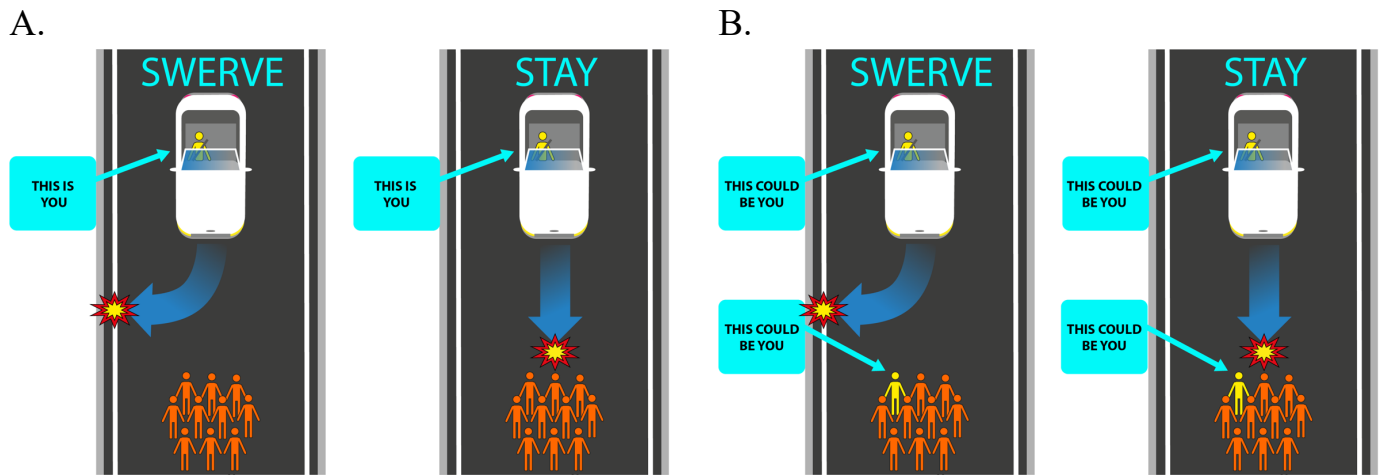 A.
B.
SWERVE
STAY
SWERVE
STAY
THIS IS
YOU
THIS IS
YOU
THIS COULD
BE YOU
THIS COULD
BE YOU
THIS COULD
BE YOU
THIS COULD
BE YOU